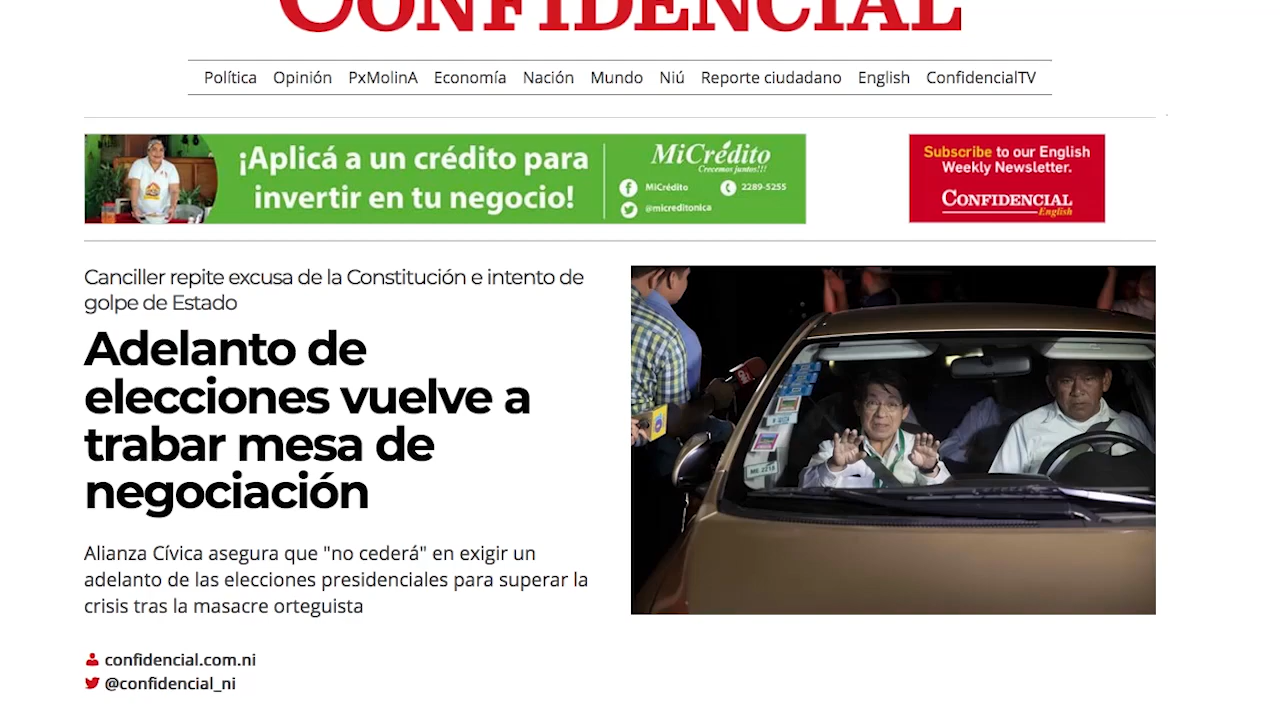 CONFIDENCIAL
Política Opinión PxMolinA Economía Nación Mundo Niú Reporte ciudadano English ConfidencialTV
¡Aplicá a un crédito para
invertir en tu negocio!
MiCrédito
Crecemos juntos!!!
MiCrédito 2289-5255
@micreditonica
Subscribe to our English
Weekly Newsletter.
CONFIDENCIAL
English
Canciller repite excusa de la Constitución e intento de
golpe de Estado
Adelanto de
elecciones vuelve a
trabar mesa de
negociación
Alianza Cívica asegura que "no cederá" en exigir un
adelanto de las elecciones presidenciales para superar la
crisis tras la masacre orteguista
confidencial.com.ni
@confidencial_ni